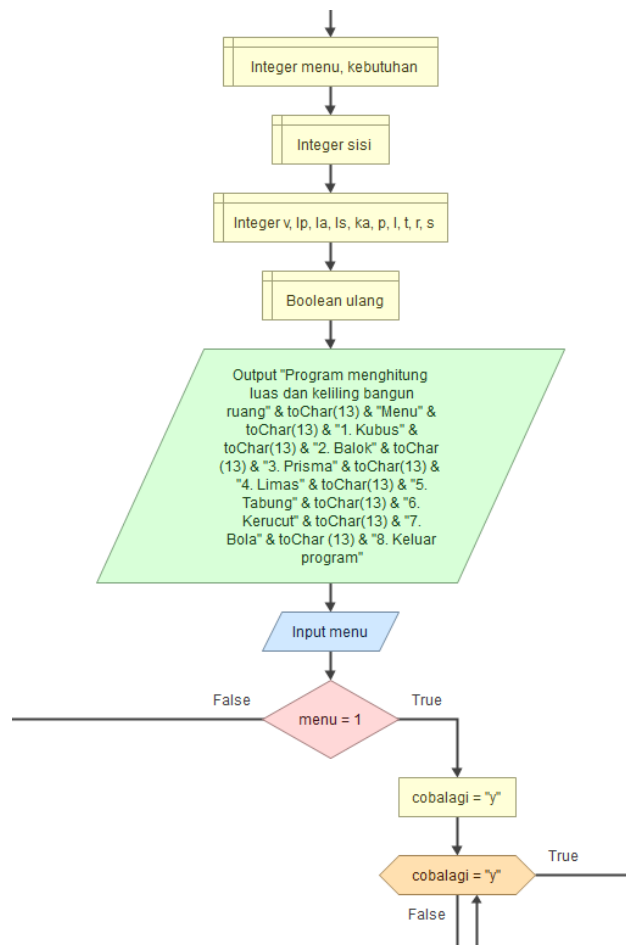 Integer menu, kebutuhan
Integer sisi
Integer v, lp, la, ls, ka, p, l, t, r, s
Boolean ulang
Output "Program menghitung
luas dan keliling bangun
ruang" & toChar(13) & "Menu" &
toChar(13) & "1. Kubus" &
toChar(13) & "2. Balok" & toChar
(13) & "3. Prisma" & toChar(13) &
"4. Limas" & toChar(13) & "5.
Tabung" & toChar(13) & "6.
Kerucut" & toChar(13) & "7.
Bola" & toChar (13) & "8. Keluar
program"
Input menu
False
True
menu = 1
cobalagi = "y"
cobalagi = "y"
True
False